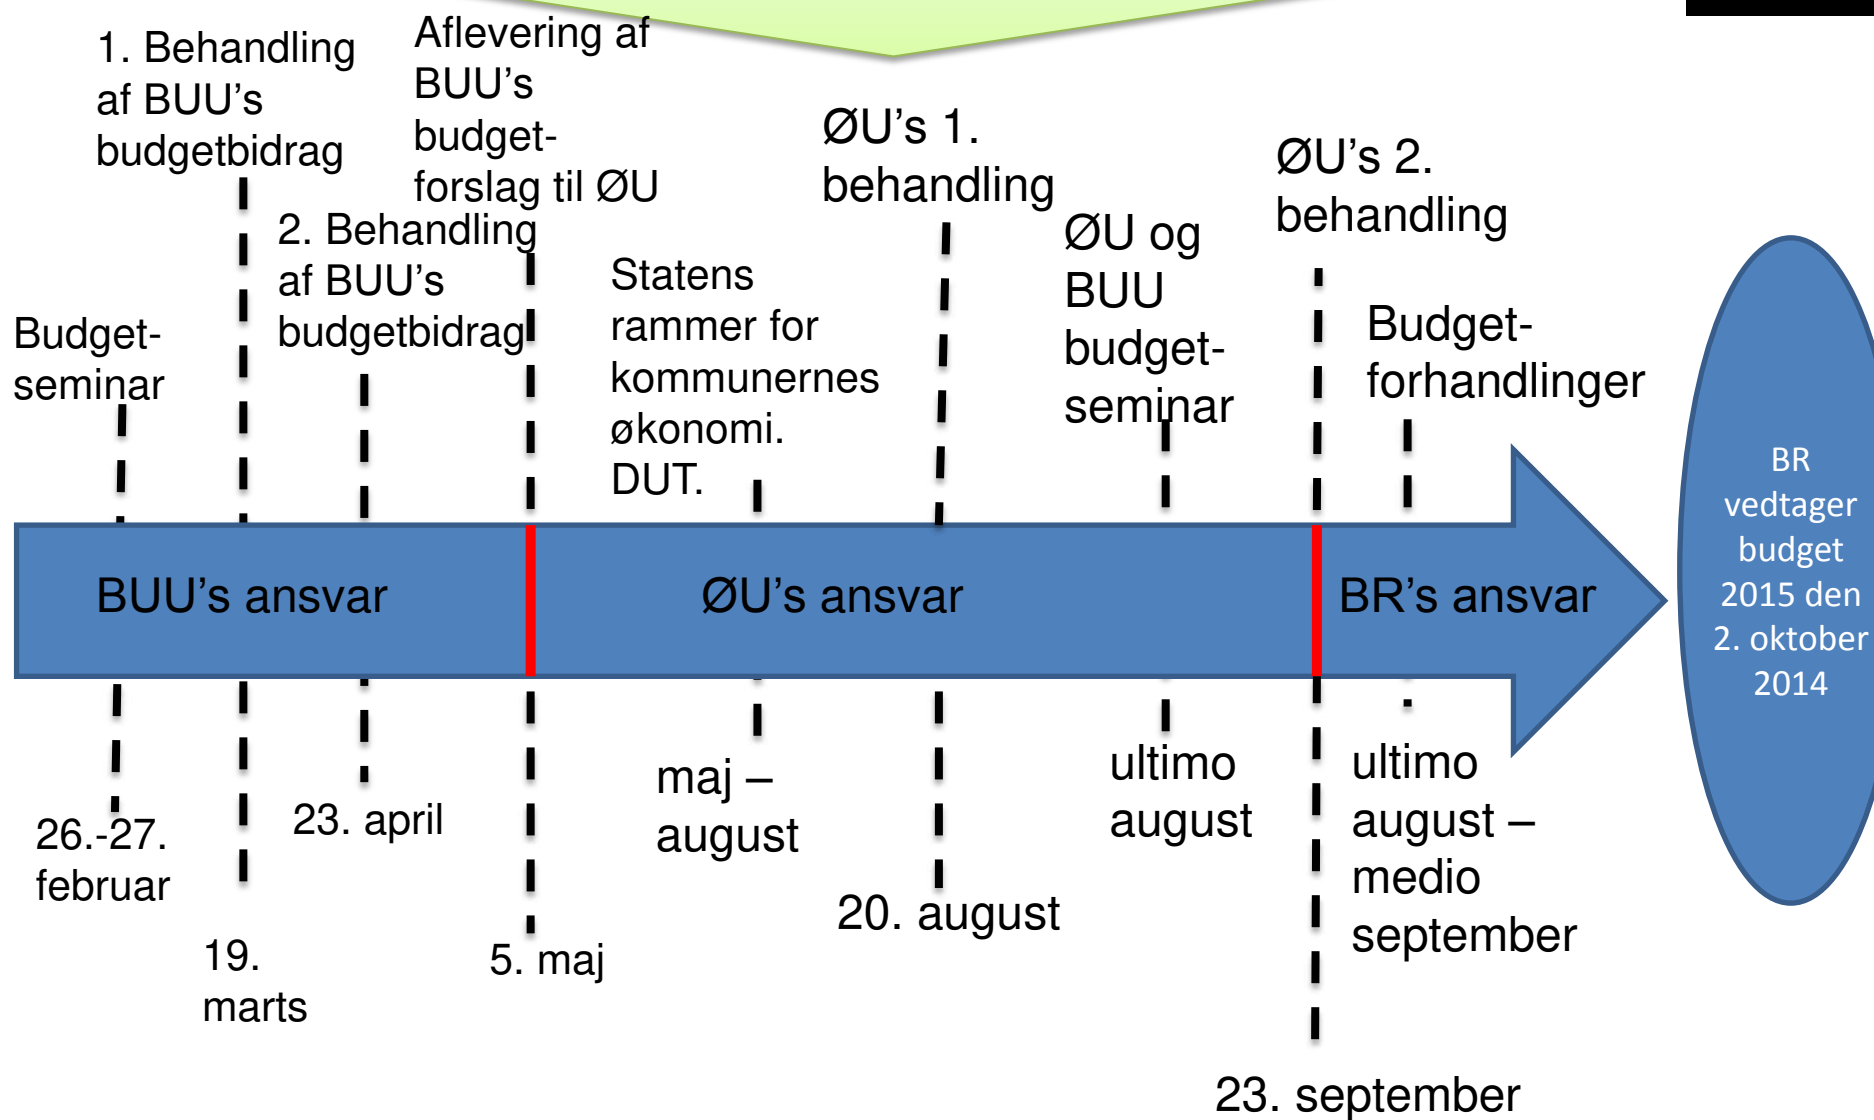 1. Behandling
af BUU's
budgetbidrag
Aflevering af
BUU's
budget-
forslag til ØU
ØU's 1.
behandling
ØU's 2.
behandling
2. Behandling
af BUU's
budgetbidrag
ØU og
BUU
budget-
seminar
Statens
rammer for
kommunernes
økonomi.
DUT.
Budget-
seminar
Budget-
forhandlinger
BUU's ansvar
ØU's ansvar
BR's ansvar
BR
vedtager
budget
2015 den
2. oktober
2014
26.-27.
februar
19.
marts
23. april
5. maj
maj –
august
20. august
ultimo
august
ultimo
august –
medio
september
23. september